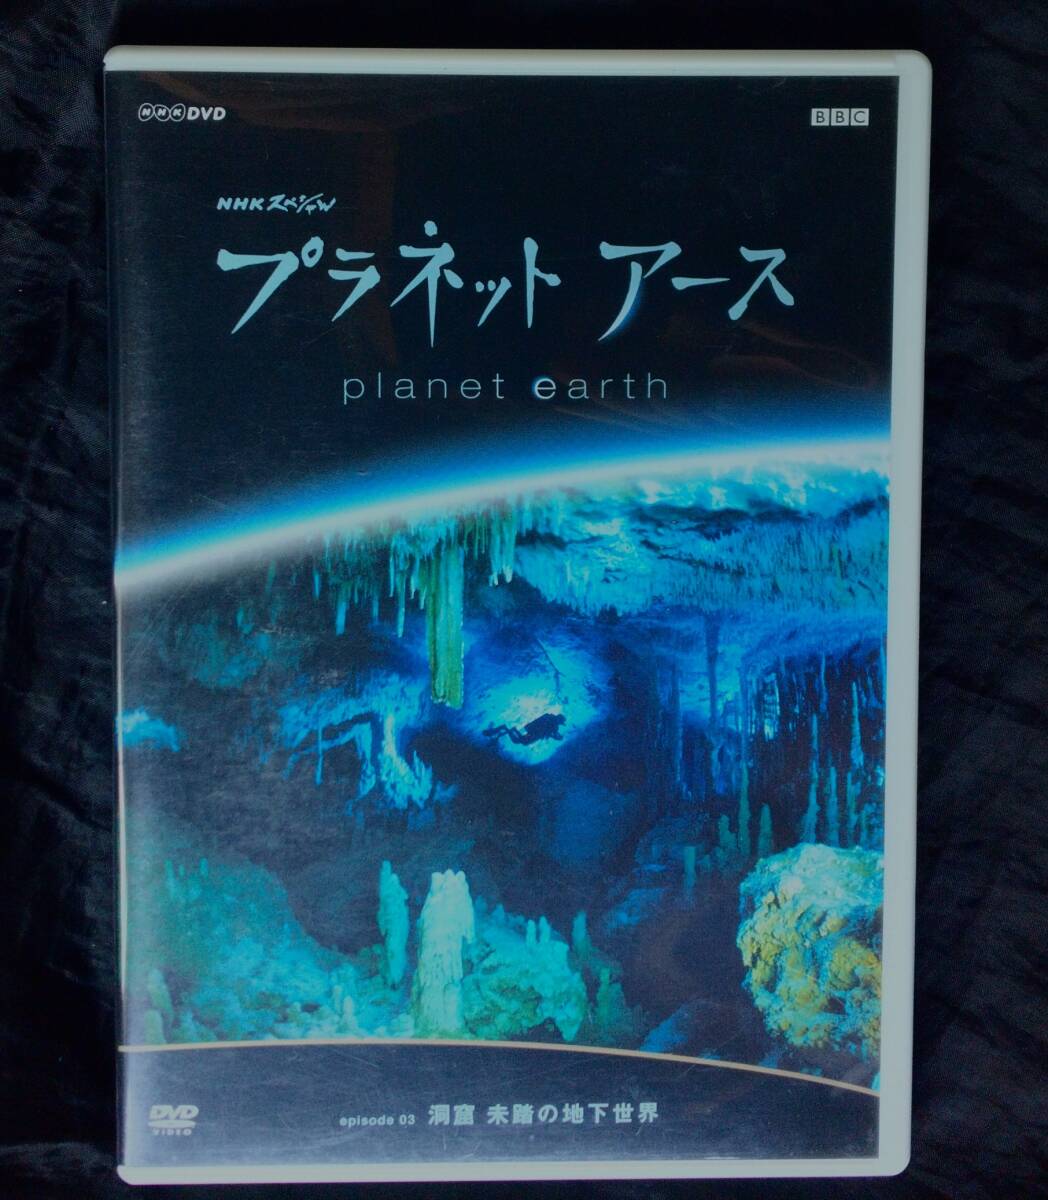 NHK DVD
BBC
NHKスペシャル
プラネット アース
planet earth
DVD
VIDEO
episode 03 洞窟 未踏の地下世界